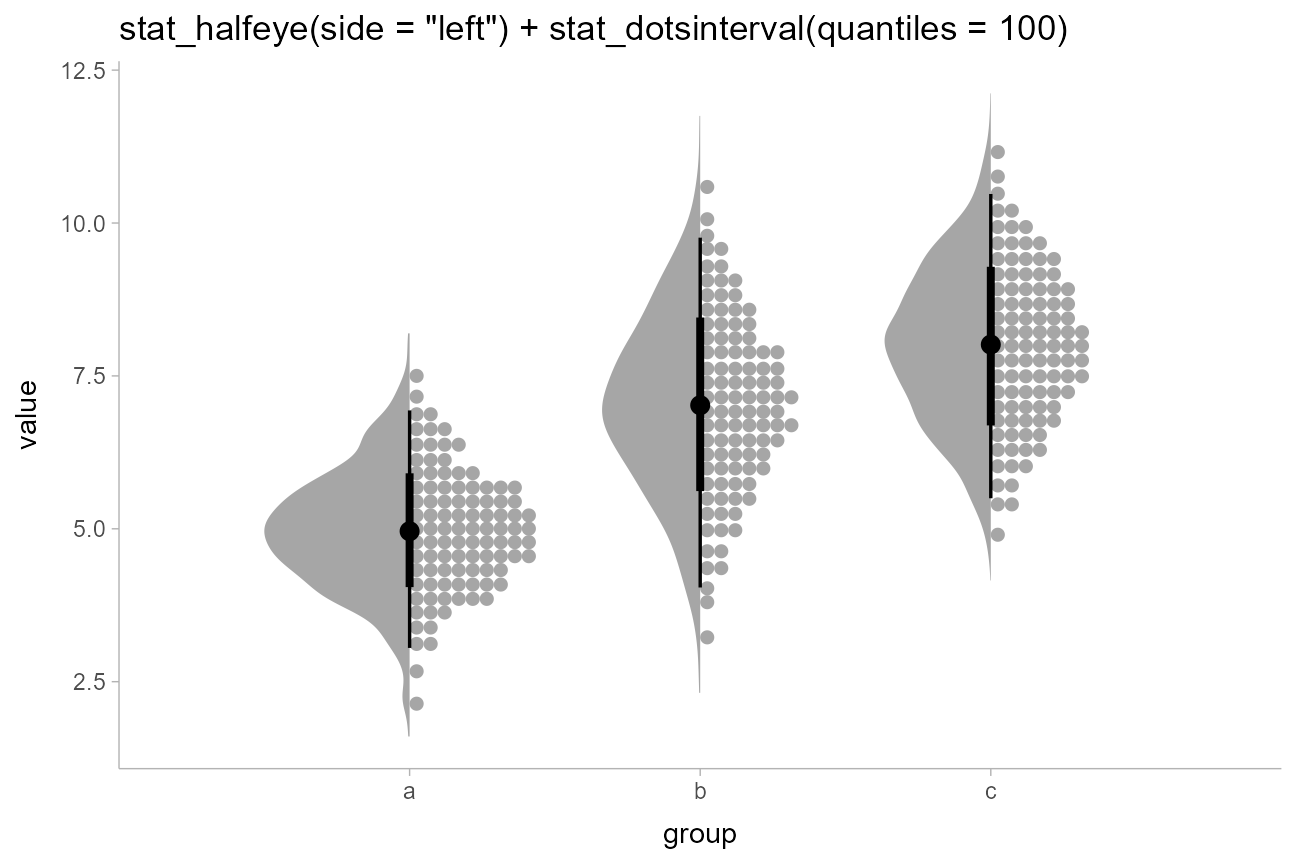 stat_halfeye(side = "left") + stat_dotsinterval(quantiles = 100)
12.5
10.0
7.5
5.0
2.5
value
a b c
group